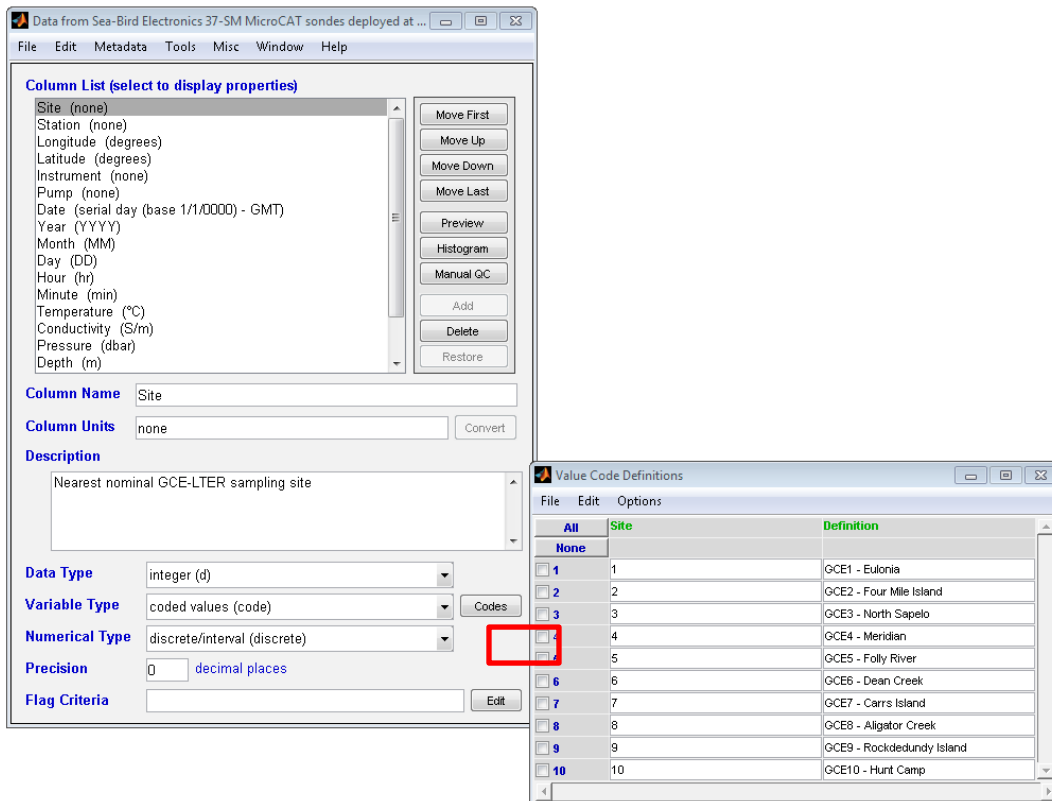 Data from Sea-Bird Electronics 37-SM MicroCAT sondes deployed at ...
File Edit Metadata Tools Misc Window Help
Column List (select to display properties)
Site (none)
Station (none)
Longitude (degrees)
Latitude (degrees)
Instrument (none)
Pump (none)
Date (serial day (base 1/1/0000) - GMT)
Year (YYYY)
Month (MM)
Day (DD)
Hour (hr)
Minute (min)
Temperature (°C)
Conductivity (S/m)
Pressure (dbar)
Depth (m)
Move First
Move Up
Move Down
Move Last
Preview
Histogram
Manual QC
Add
Delete
Restore
Column Name Site
Column Units none Convert
Description
Nearest nominal GCE-LTER sampling site
Data Type integer (d)
Variable Type coded values (code) Codes
Numerical Type discrete/interval (discrete)
Precision 0 decimal places
Flag Criteria Edit
Value Code Definitions
File Edit Options
All Site Definition
None
1 1 GCE1 - Eulonia
2 2 GCE2 - Four Mile Island
3 3 GCE3 - North Sapelo
4 4 GCE4 - Meridian
5 5 GCE5 - Folly River
6 6 GCE6 - Dean Creek
7 7 GCE7 - Carrs Island
8 8 GCE8 - Aligator Creek
9 9 GCE9 - Rockdedundy Island
10 10 GCE10 - Hunt Camp